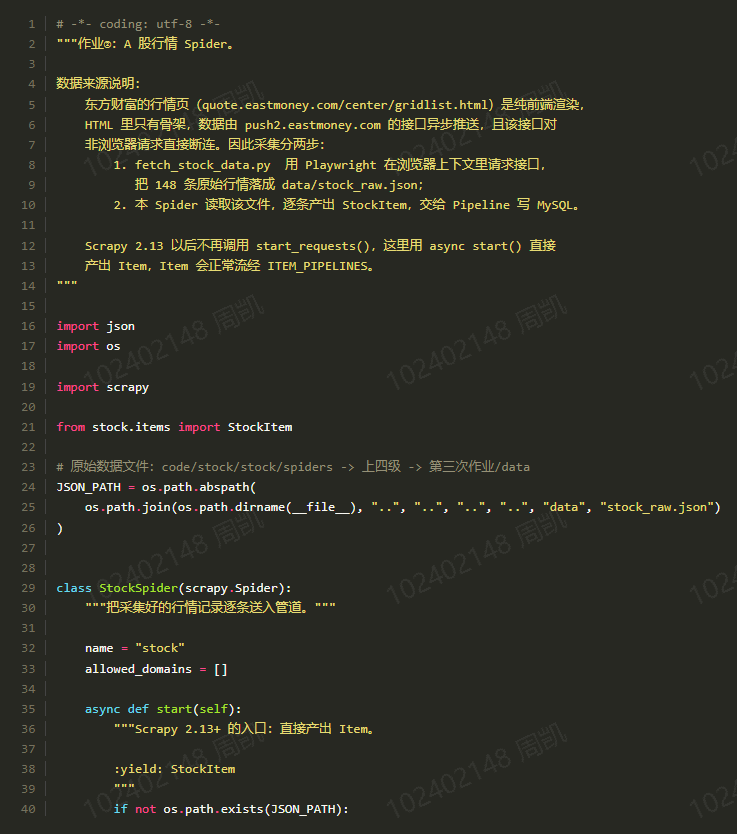 1 # -*- coding: utf-8 -*-
2 """作业②: A 股行情 Spider。
3
4 数据来源说明:
5 东方财富的行情页 (quote.eastmoney.com/center/gridlist.html) 是纯前端渲染,
6 HTML 里只有骨架, 数据由 push2.eastmoney.com 的接口异步推送, 且该接口对
7 非浏览器请求直接断连。因此采集分两步:
8 1. fetch_stock_data.py  用 Playwright 在浏览器上下文里请求接口,
9 把 148 条原始行情落成 data/stock_raw.json;
10 2. 本 Spider 读取该文件, 逐条产出 StockItem, 交给 Pipeline 写 MySQL。
11
12 Scrapy 2.13 以后不再调用 start_requests(), 这里用 async start() 直接
13 产出 Item, Item 会正常流经 ITEM_PIPELINES。
14 """
15
16 import json
17 import os
18
19 import scrapy
20
21 from stock.items import StockItem
22
23 # 原始数据文件: code/stock/stock/spiders -> 上四级 -> 第三次作业/data
24 JSON_PATH = os.path.abspath(
25 os.path.join(os.path.dirname(__file__), "..", "..", "..", "..", "data", "stock_raw.json")
26 )
27
28
29 class StockSpider(scrapy.Spider):
30 """把采集好的行情记录逐条送入管道。"""
31
32 name = "stock"
33 allowed_domains = []
34
35 async def start(self):
36 """Scrapy 2.13+ 的入口: 直接产出 Item。
37
38 :yield: StockItem
39 """
40 if not os.path.exists(JSON_PATH):
102402148 周凯